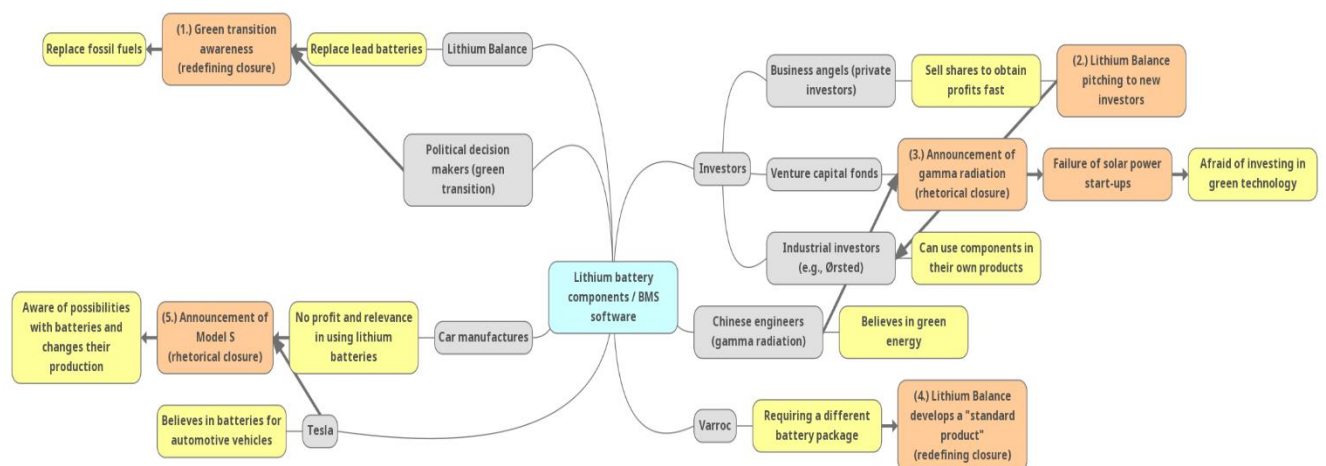 Replace fossil fuels
(1.) Green transition
awareness
(redefining closure)
Replace lead batteries
Lithium Balance
Political decision
makers (green
transition)
Business angels (private
investors)
Sell shares to obtain
profits fast
(2.) Lithium Balance
pitching to new
investors
Investors
Venture capital fonds
(3.) Announcement of
gamma radiation
(rhetorical closure)
Failure of solar power
start-ups
Afraid of investing in
green technology
Industrial investors
(e.g., Ørsted)
Can use components in
their own products
Lithium battery
components / BMS
software
Chinese engineers
(gamma radiation)
Believes in green
energy
Aware of possibilities
with batteries and
changes their
production
(5.) Announcement of
Model S
(rhetorical closure)
No profit and relevance
in using lithium
batteries
Car manufactures
Believes in batteries for
automotive vehicles
Tesla
Varroc
Requiring a different
battery package
(4.) Lithium Balance
develops a "standard
product"
(redefining closure)